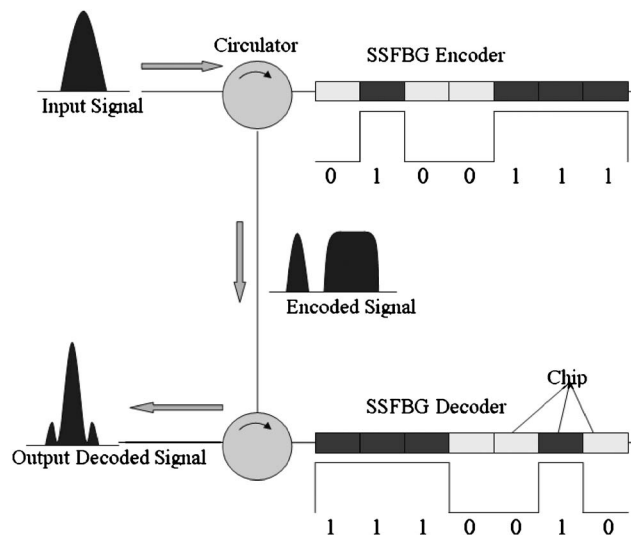 Circulator
SSFBG Encoder
Input Signal
0 1 0 0 1 1 1
Encoded Signal
Chip
SSFBG Decoder
Output Decoded Signal
1 1 1 0 0 1 0